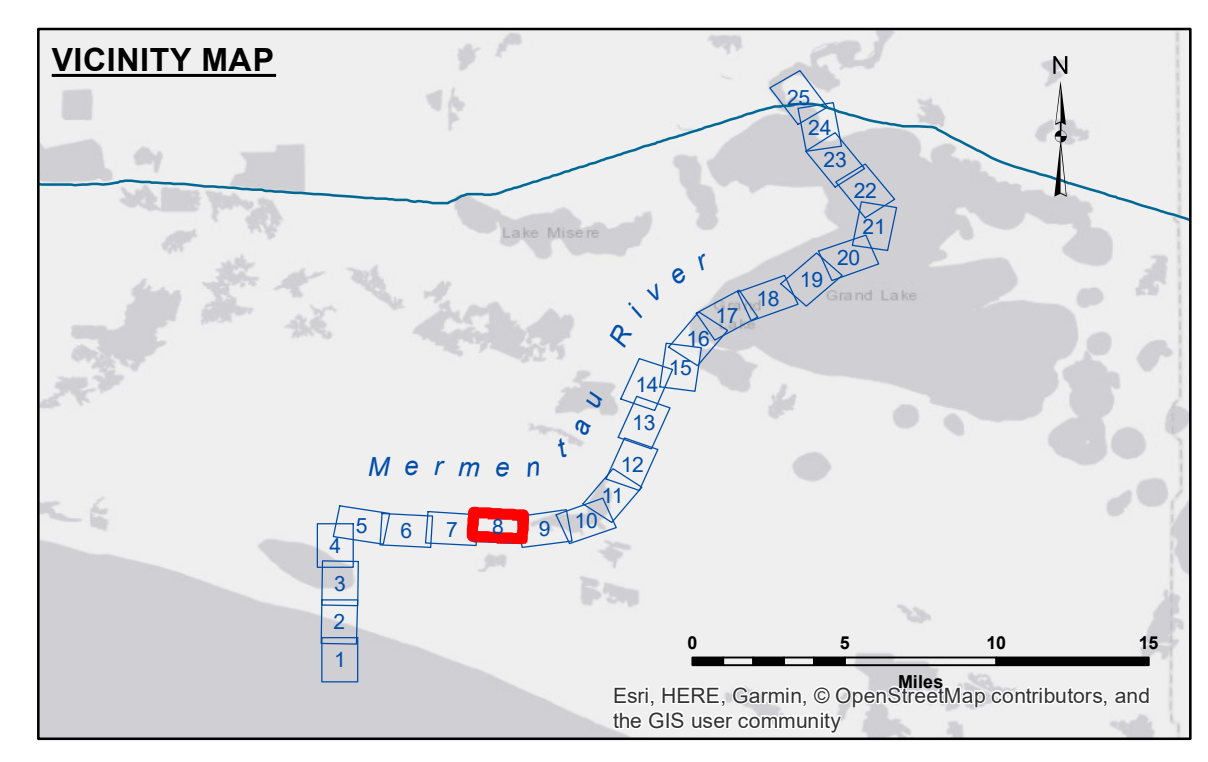 VICINITY MAP
N
25
24
23
22
21
20
19
18
17
16
15
14
13
12
11
10
9
8
7
6
5
4
3
2
1
Lake Misere
Grand Lake
Grand
Mermentau River
0 5 10 15
Miles
Esri, HERE, Garmin, © OpenStreetMap contributors, and
the GIS user community